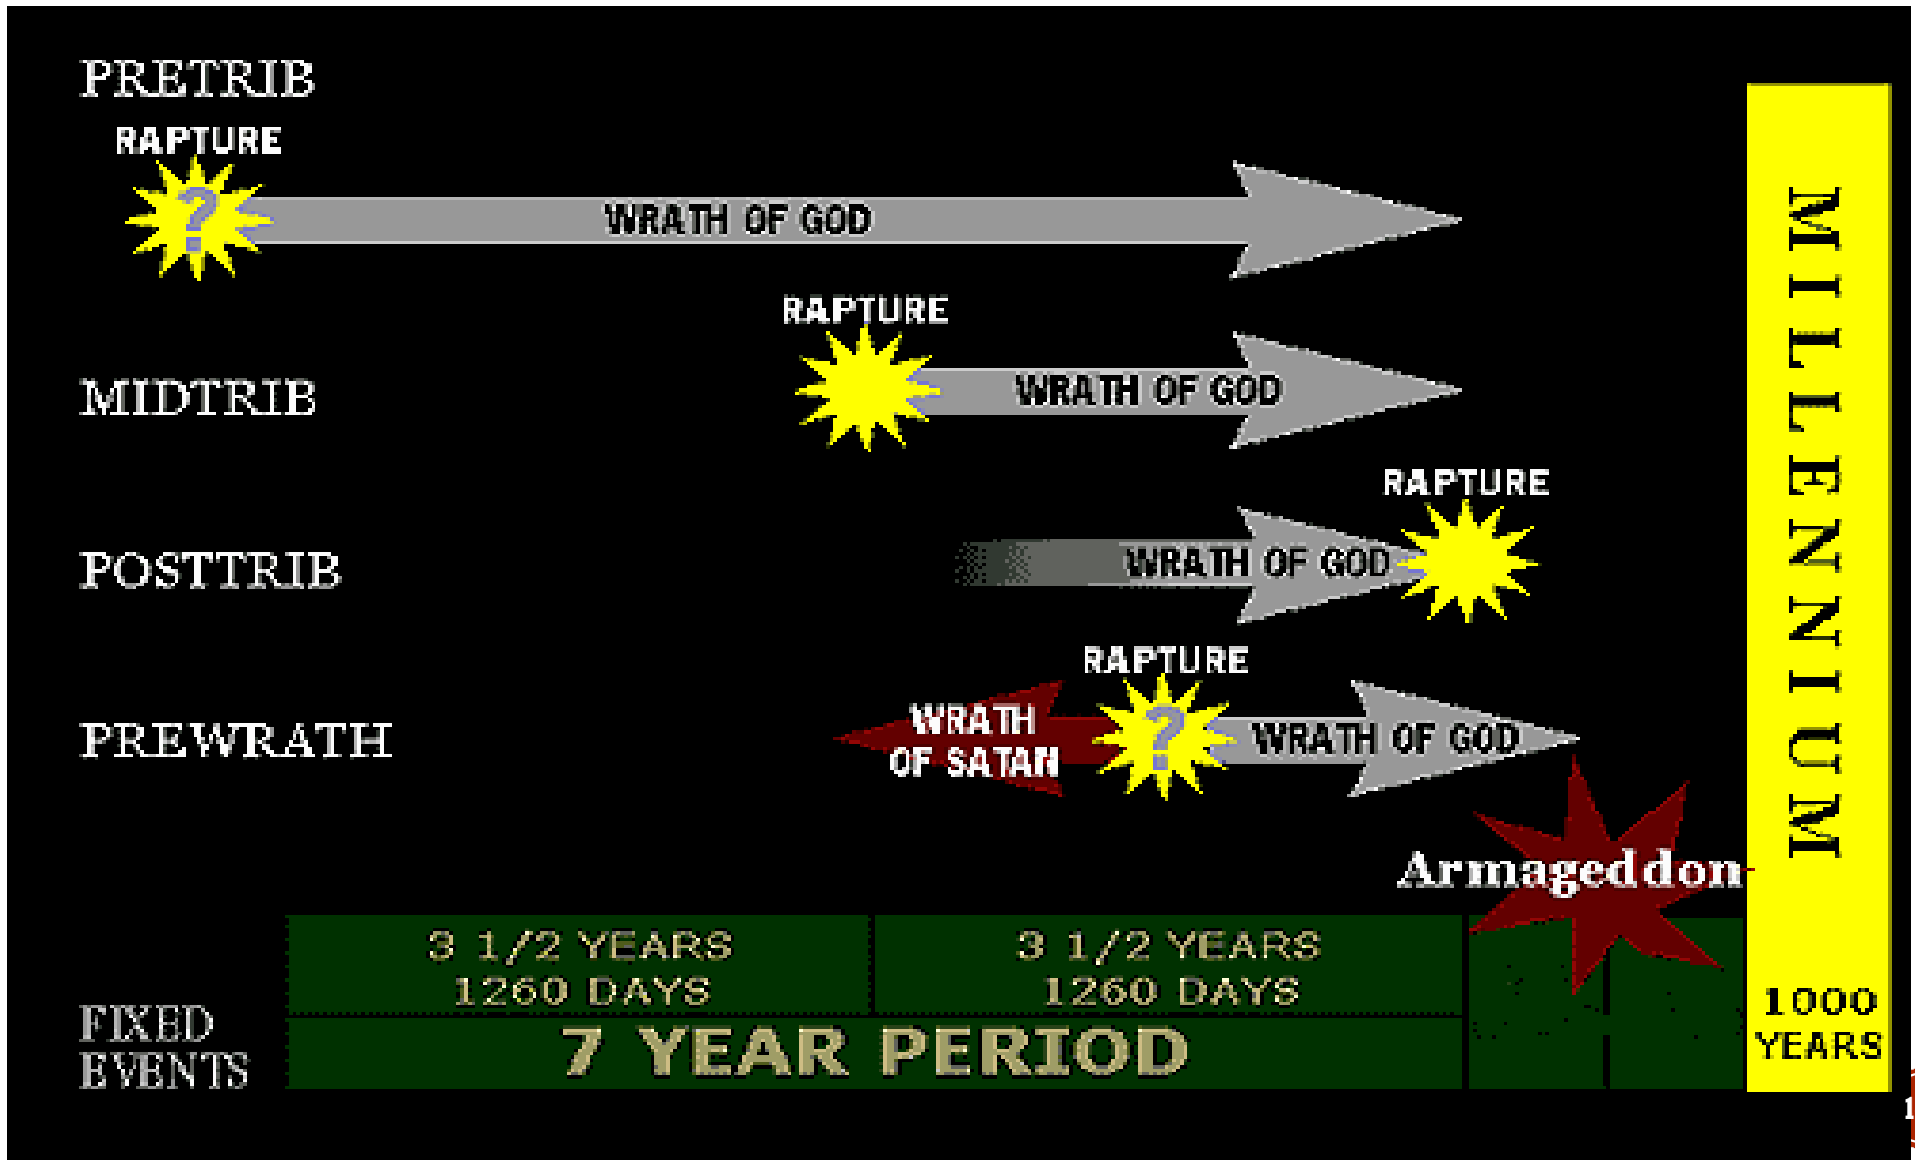 PRETRIB
RAPTURE
?
WRATH OF GOD
RAPTURE
MIDTRIB
WRATH OF GOD
RAPTURE
POSTTRIB
WRATH OF GOD
RAPTURE
PREWRATH
WRATH
OF SATAN
?
WRATH OF GOD
Armageddon
MILLENNIUM
1000
YEARS
3 1/2 YEARS
1260 DAYS
3 1/2 YEARS
1260 DAYS
FIXED
EVENTS
7 YEAR PERIOD